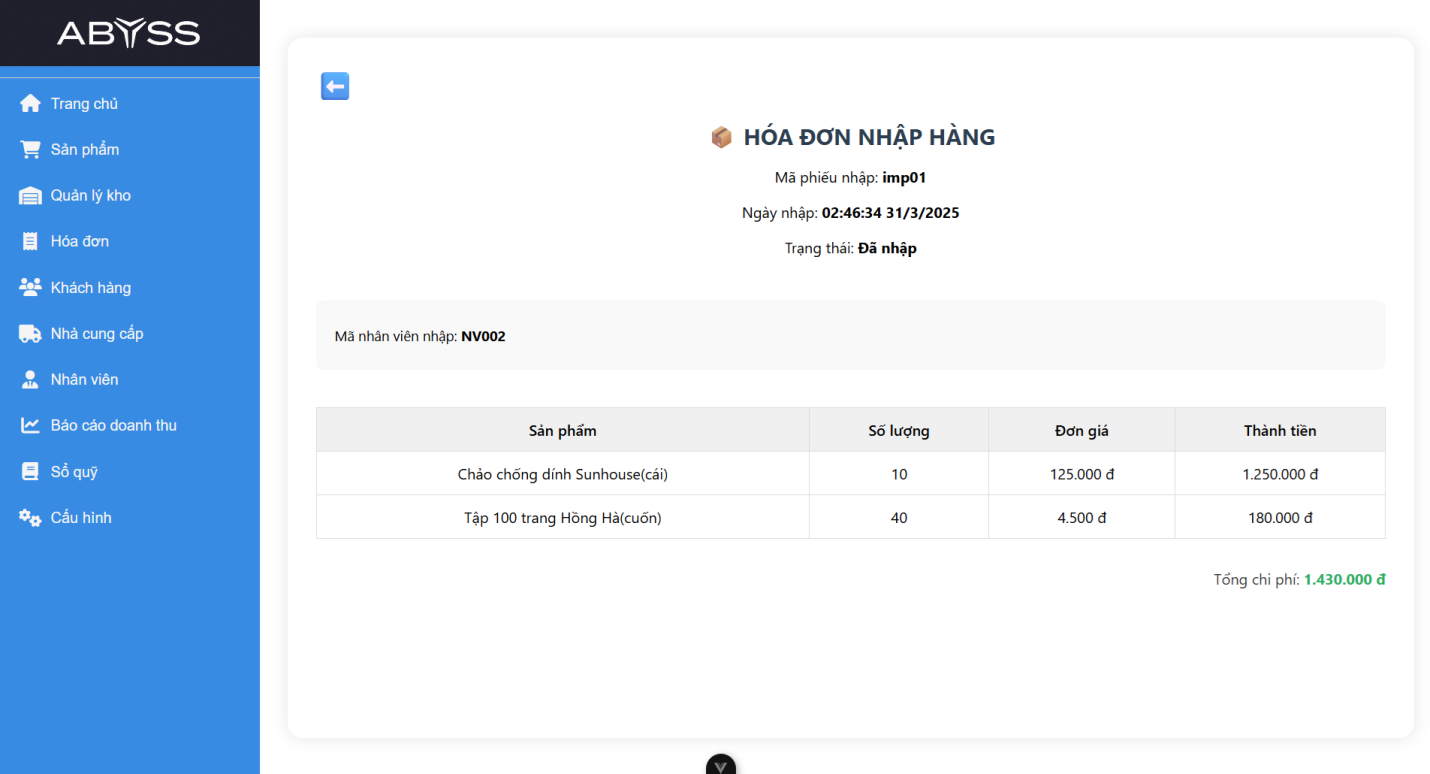 ABYSS
Trang chủ
Sản phẩm
Quản lý kho
Hóa đơn
Khách hàng
Nhà cung cấp
Nhân viên
Báo cáo doanh thu
Sổ quỹ
Cấu hình
HÓA ĐƠN NHẬP HÀNG
Mã phiếu nhập: imp01
Ngày nhập: 02:46:34 31/3/2025
Trạng thái: Đã nhập
Mã nhân viên nhập: NV002
Sản phẩm Số lượng Đơn giá Thành tiền
Chảo chống dính Sunhouse(cái) 10 125.000 đ 1.250.000 đ
Tập 100 trang Hồng Hà(cuốn) 40 4.500 đ 180.000 đ
Tổng chi phí: 1.430.000 đ